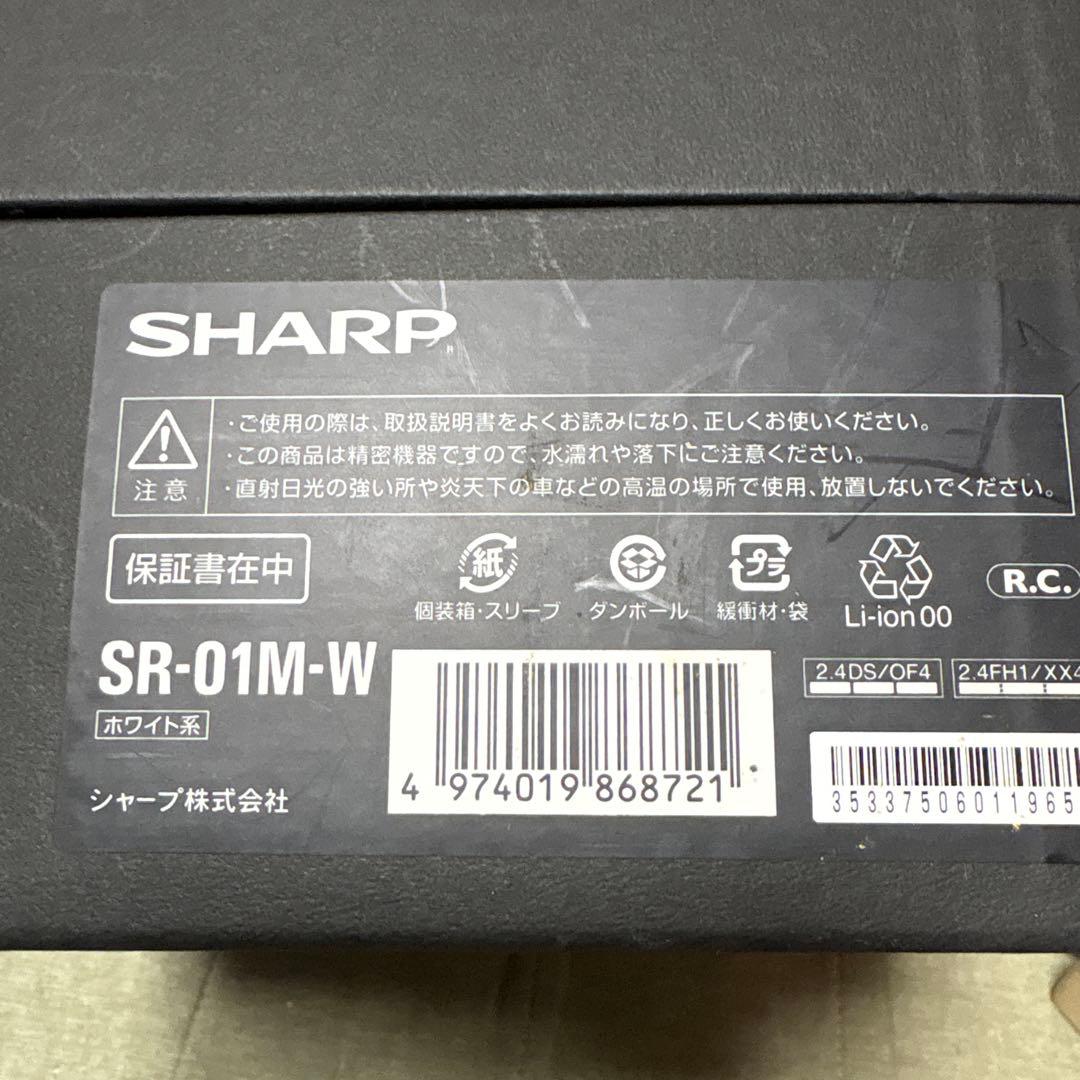 SHARP
注意
・ご使用の際は、取扱説明書をよくお読みになり、正しくお使いください。
・この商品は精密機器ですので、水濡れや落下にご注意ください。
・直射日光の強い所や炎天下の車などの高温の場所で使用、放置しないでください。
保証書在中
紙
個装箱・スリーブ
ダンボール
プラ
緩衝材・袋
Li-ion 00
R.C.
SR-01M-W
ホワイト系
シャープ株式会社
4 974019 868721
2.4DS/OF4
2.4FH1/XX4
35337506011965